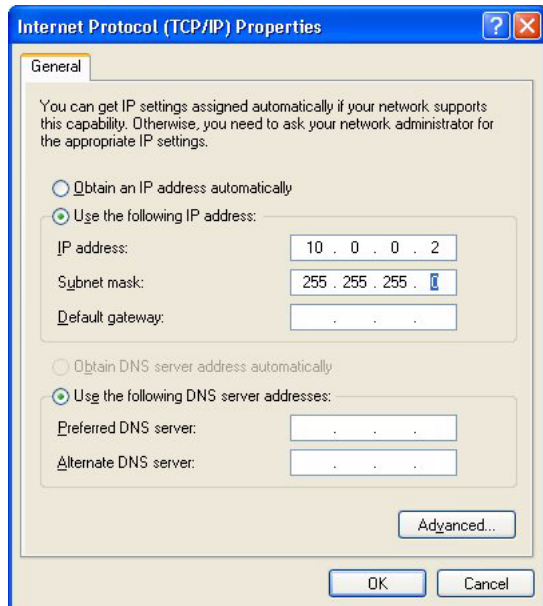 Internet Protocol (TCP/IP) Properties
General
You can get IP settings assigned automatically if your network supports
this capability. Otherwise, you need to ask your network administrator for
the appropriate IP settings.
Obtain an IP address automatically
Use the following IP address:
IP address: 10 . 0 . 0 . 2
Subnet mask: 255 . 255 . 255 . 0
Default gateway: . . .
Obtain DNS server address automatically
Use the following DNS server addresses:
Preferred DNS server: . . .
Alternate DNS server: . . .
Advanced...
OK Cancel